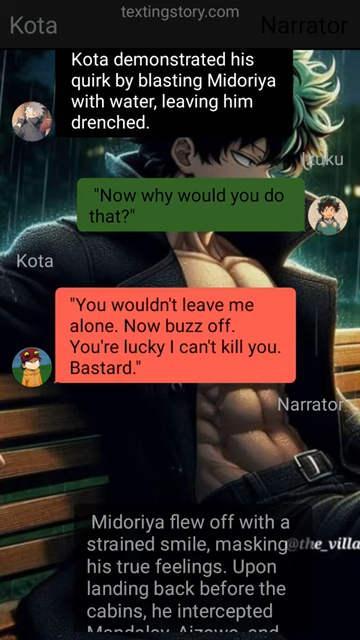 textingstory.com
Kota
Narrator
Kota demonstrated his
quirk by blasting Midoriya
with water, leaving him
drenched.
Izuku
"Now why would you do
that?"
Kota
"You wouldn't leave me
alone. Now buzz off.
You're lucky I can't kill you.
Bastard."
Narrator
Midoriya flew off with a
strained smile, masking
@the_villa
his true feelings. Upon
landing back before the
cabins, he intercepted
Mandalay, Aizawa, and